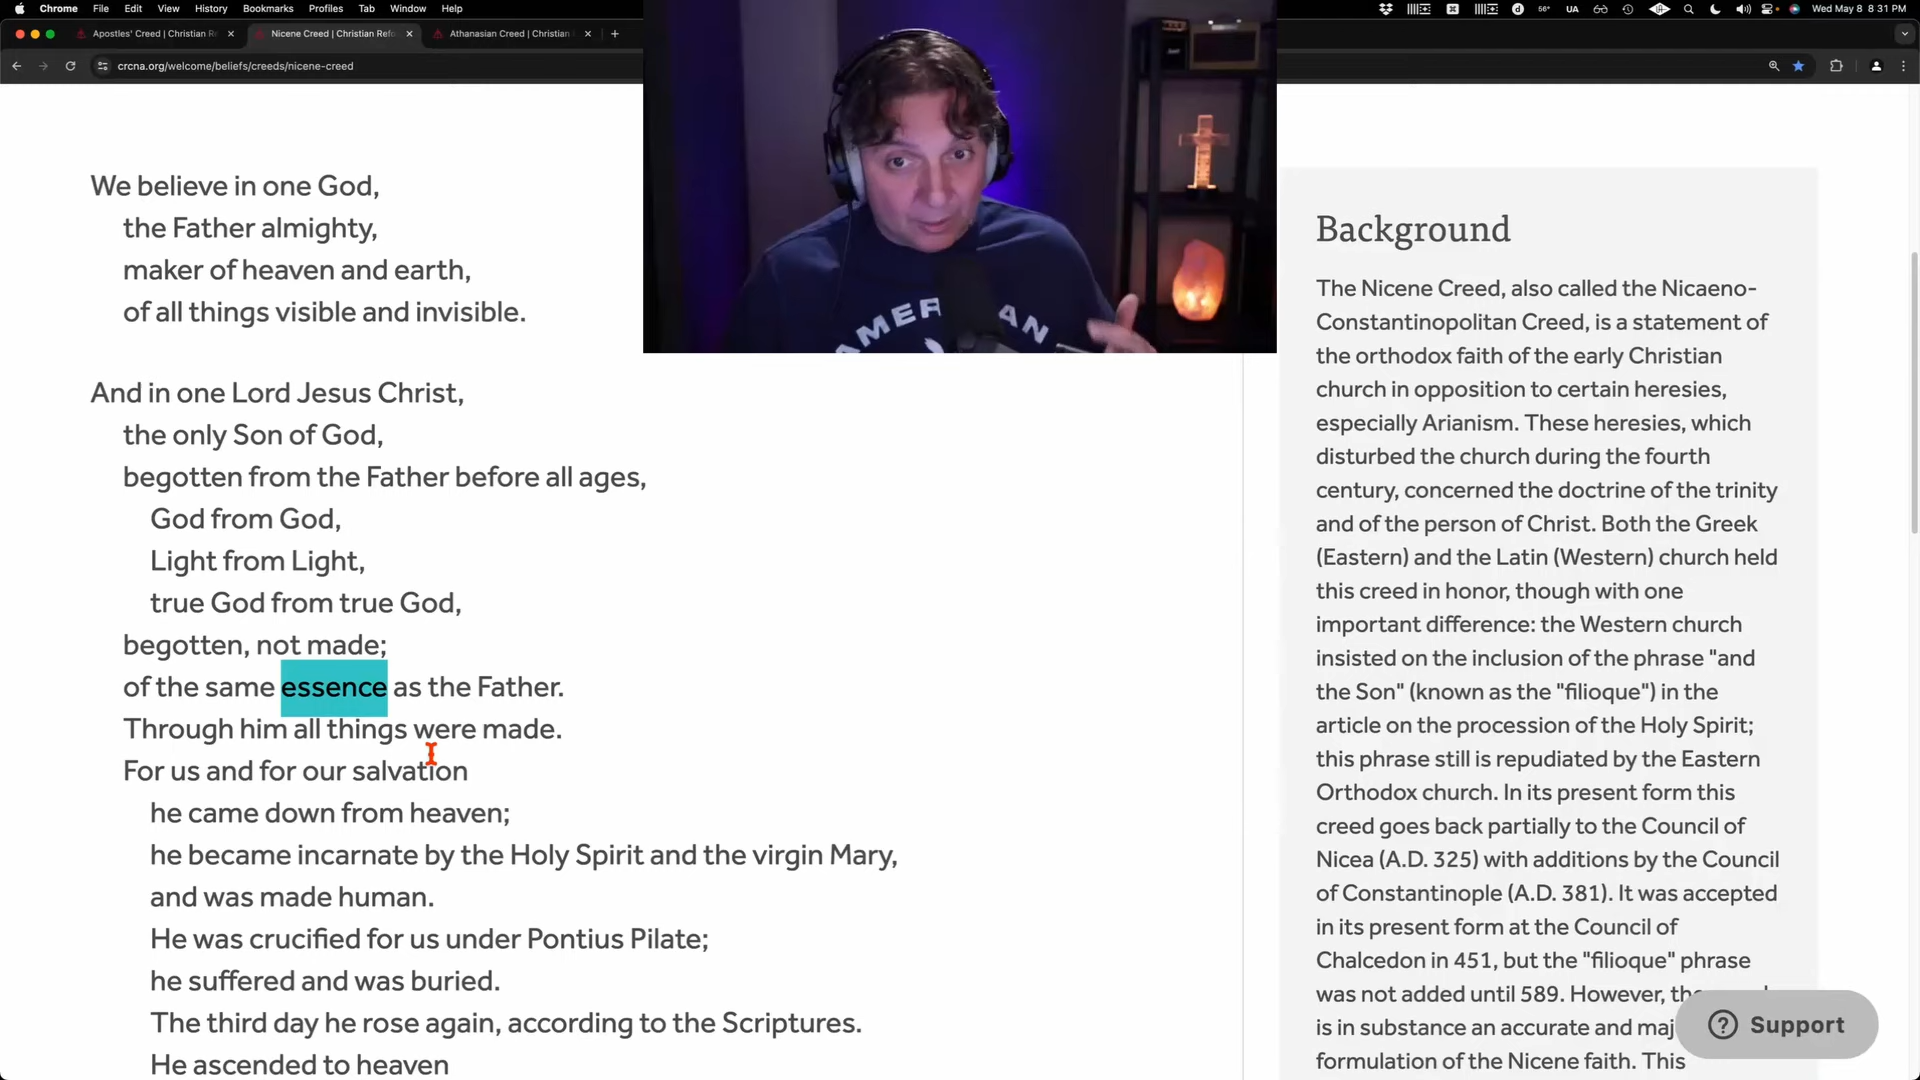 Chrome File Edit View History Bookmarks Profiles Tab Window Help
56° UA Wed May 8 8:31 PM
Apostles' Creed | Christian Re
Nicene Creed | Christian Refo
Athanasian Creed | Christian
crcna.org/welcome/beliefs/creeds/nicene-creed
AMERICAN
We believe in one God,
the Father almighty,
maker of heaven and earth,
of all things visible and invisible.
And in one Lord Jesus Christ,
the only Son of God,
begotten from the Father before all ages,
God from God,
Light from Light,
true God from true God,
begotten, not made;
of the same essence as the Father.
Through him all things were made.
For us and for our salvation
he came down from heaven;
he became incarnate by the Holy Spirit and the virgin Mary,
and was made human.
He was crucified for us under Pontius Pilate;
he suffered and was buried.
The third day he rose again, according to the Scriptures.
He ascended to heaven
Background
The Nicene Creed, also called the Nicaeno-
Constantinopolitan Creed, is a statement of
the orthodox faith of the early Christian
church in opposition to certain heresies,
especially Arianism. These heresies, which
disturbed the church during the fourth
century, concerned the doctrine of the trinity
and of the person of Christ. Both the Greek
(Eastern) and the Latin (Western) church held
this creed in honor, though with one
important difference: the Western church
insisted on the inclusion of the phrase "and
the Son" (known as the "filioque") in the
article on the procession of the Holy Spirit;
this phrase still is repudiated by the Eastern
Orthodox church. In its present form this
creed goes back partially to the Council of
Nicea (A.D. 325) with additions by the Council
of Constantinople (A.D. 381). It was accepted
in its present form at the Council of
Chalcedon in 451, but the "filioque" phrase
was not added until 589. However, the
is in substance an accurate and maj
formulation of the Nicene faith. This
Support